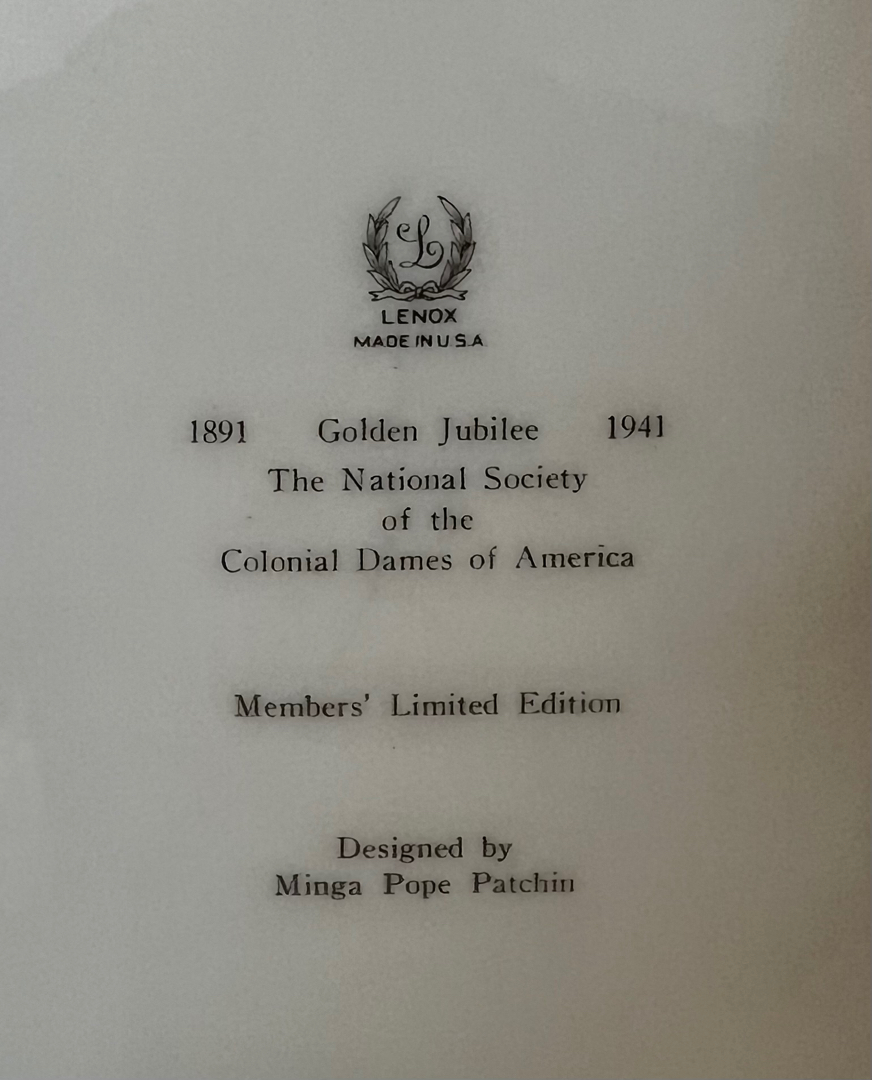 L
LENOX
MADE IN U.S.A
1891 Golden Jubilee 1941
The National Society
of the
Colonial Dames of America
Members' Limited Edition
Designed by
Minga Pope Patchin